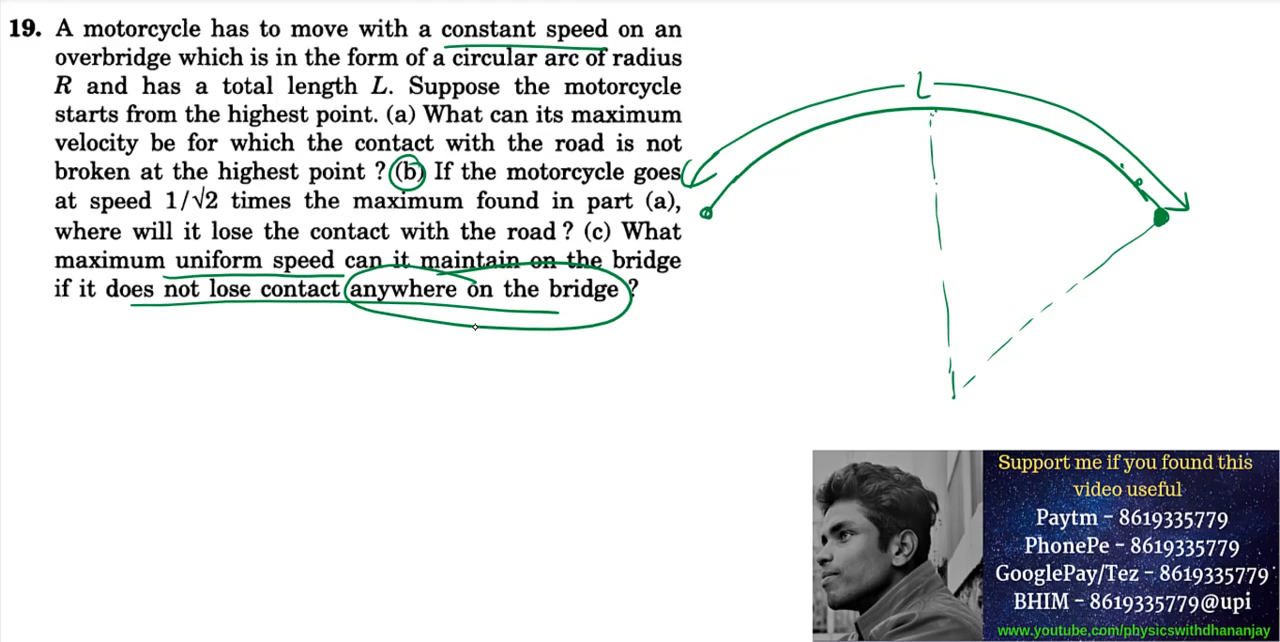 19. A motorcycle has to move with a constant speed on an
overbridge which is in the form of a circular arc of radius
R and has a total length L. Suppose the motorcycle
starts from the highest point. (a) What can its maximum
velocity be for which the contact with the road is not
broken at the highest point ? (b) If the motorcycle goes
at speed 1/√2 times the maximum found in part (a),
where will it lose the contact with the road ? (c) What
maximum uniform speed can it maintain on the bridge
if it does not lose contact anywhere on the bridge ?
L
Support me if you found this
video useful
Paytm - 8619335779
PhonePe - 8619335779
GooglePay/Tez - 8619335779
BHIM - 8619335779@upi
www.youtube.com/physicswithdhananjay